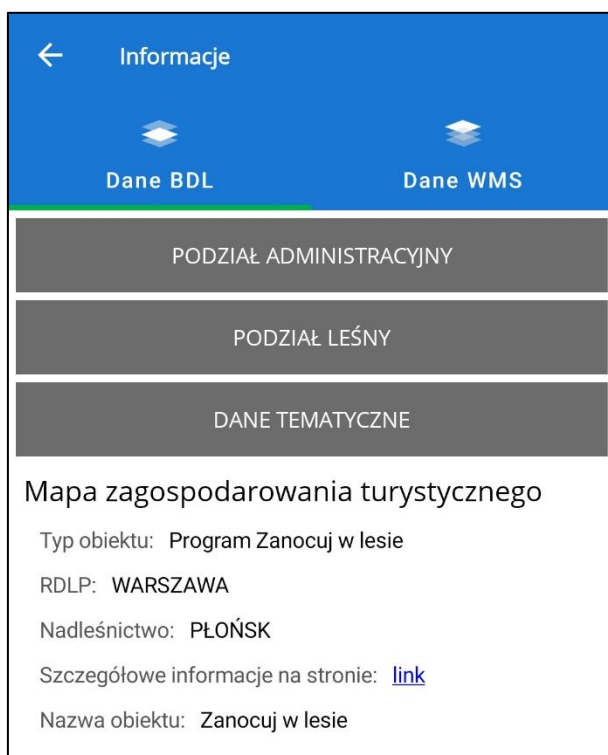 Informacje
Dane BDL
Dane WMS
PODZIAŁ ADMINISTRACYJNY
PODZIAŁ LEŚNY
DANE TEMATYCZNE
Mapa zagospodarowania turystycznego
Typ obiektu: Program Zanocuj w lesie
RDLP: WARSZAWA
Nadleśnictwo: PŁOŃSK
Szczegółowe informacje na stronie: link
Nazwa obiektu: Zanocuj w lesie